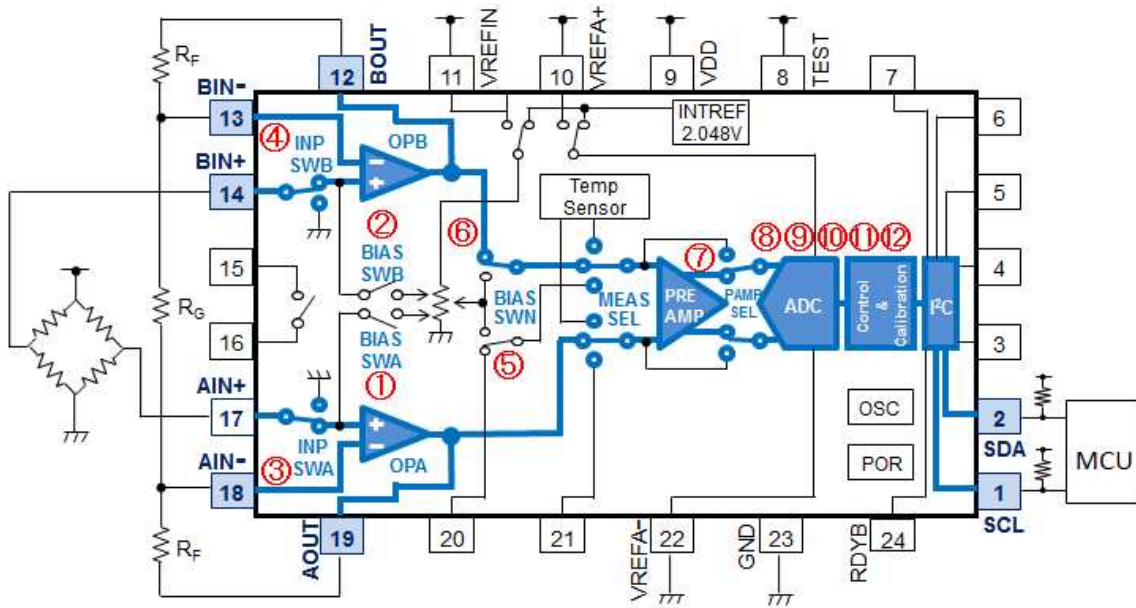 R_F
12
BOUT
11
VREFIN
10
VREFA+
9
VDD
8
TEST
7
BIN-
13
④
INP
SWB
OPB
INTREF
2.048V
6
BIN+
14
②
BIAS
SWB
⑥
Temp
Sensor
5
15
R_G
16
BIAS
SWA
①
BIAS
SWN
⑤
MEAS
SEL
PRE
AMP
⑦
PAMP
SEL
⑧⑨⑩⑪⑫
ADC
Control
&
Calibration
I²C
4
3
AIN+
17
INP
SWA
③
OPA
OSC
POR
2
SDA
MCU
AIN-
18
1
SCL
R_F
AOUT
19
20
21
VREFA-
22
GND
23
RDYB
24